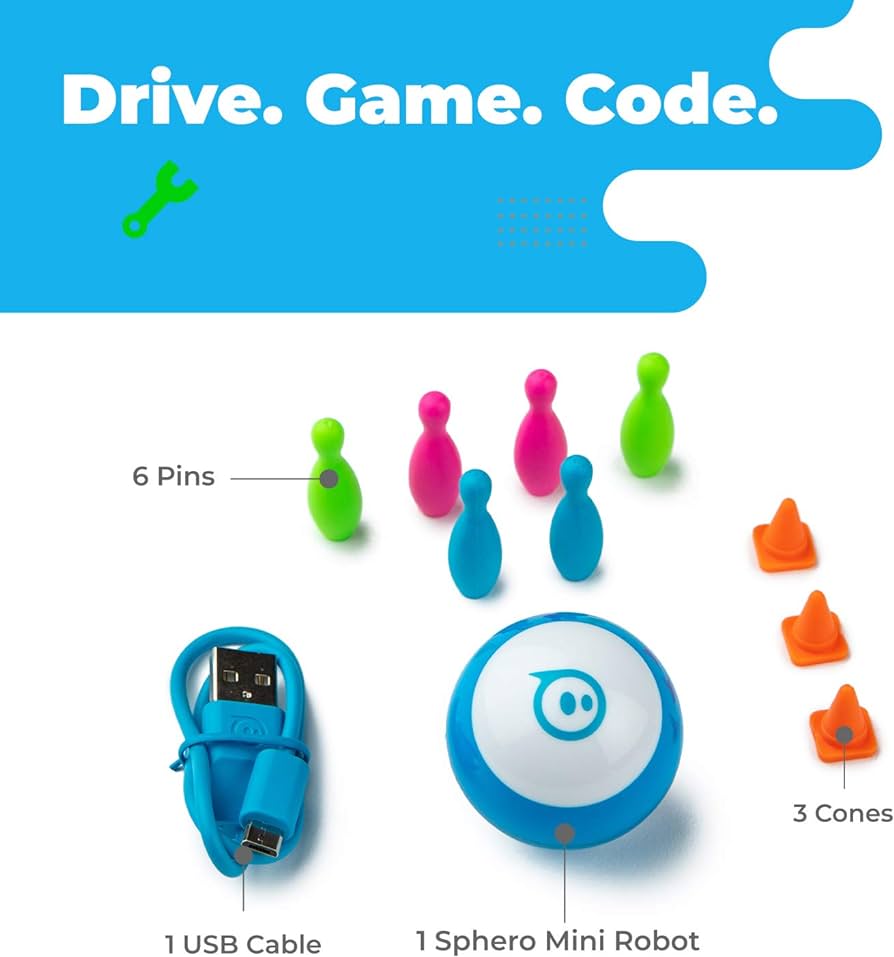 Drive. Game. Code.
6 Pins
3 Cones
1 USB Cable
1 Sphero Mini Robot